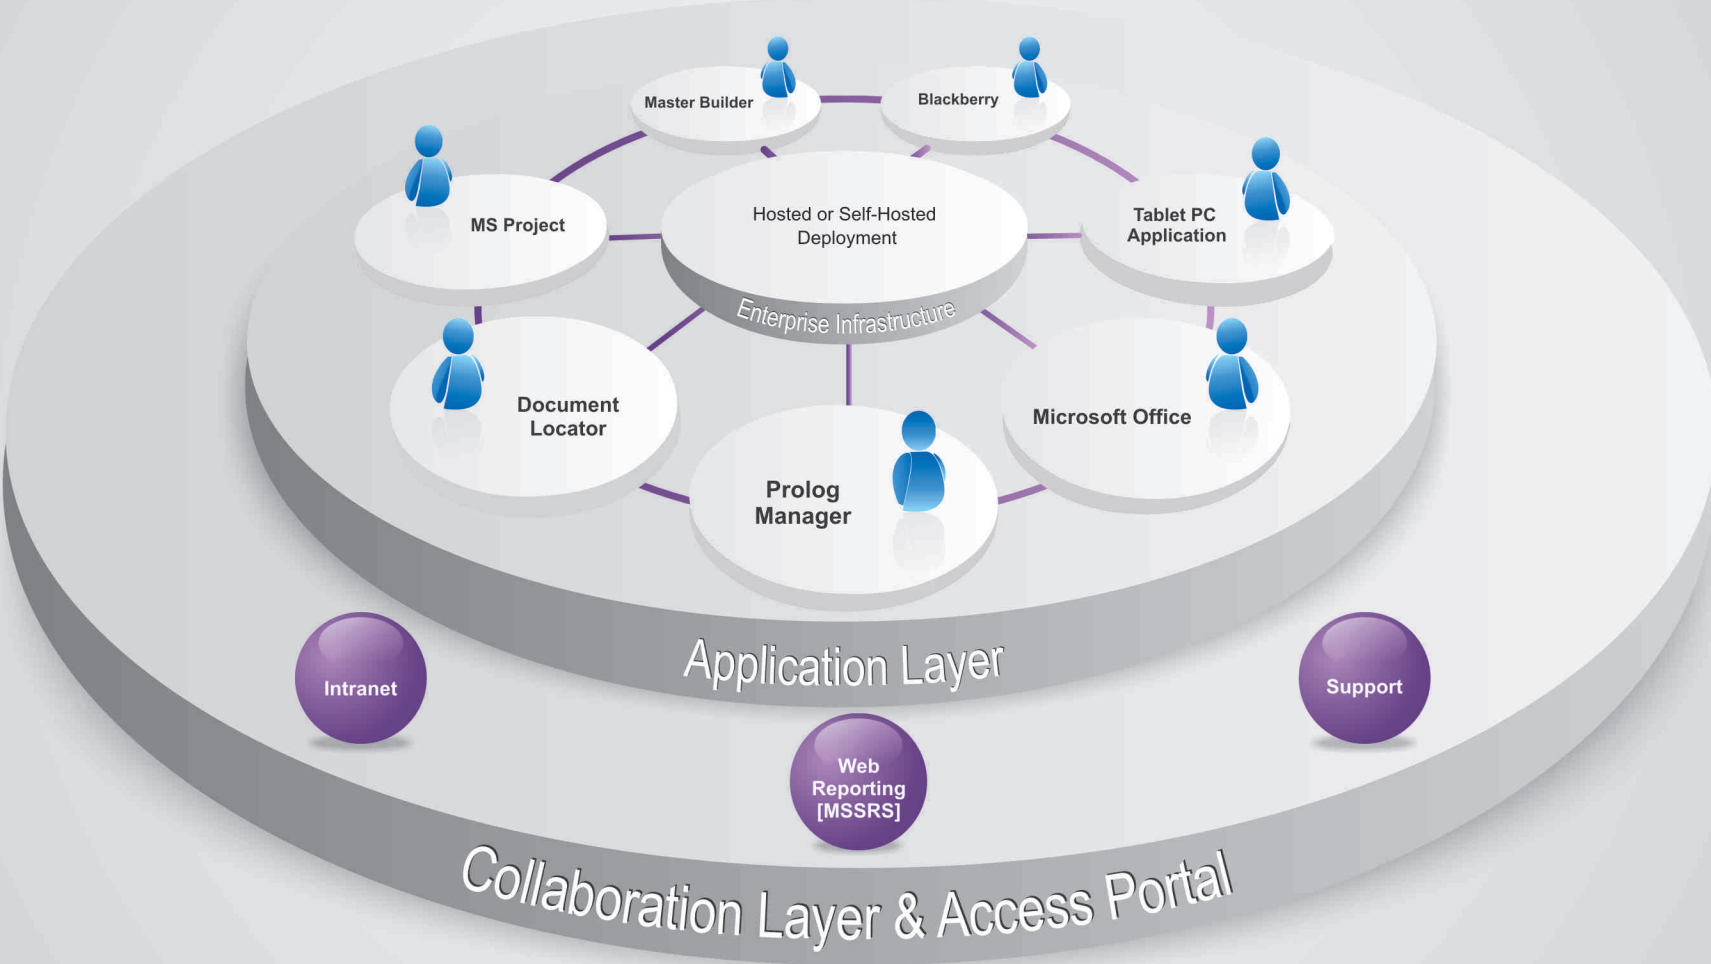 Master Builder
Blackberry
MS Project
Hosted or Self-Hosted
Deployment
Tablet PC
Application
Enterprise Infrastructure
Document
Locator
Microsoft Office
Prolog
Manager
Application Layer
Intranet
Support
Web
Reporting
[MSSRS]
Collaboration Layer & Access Portal